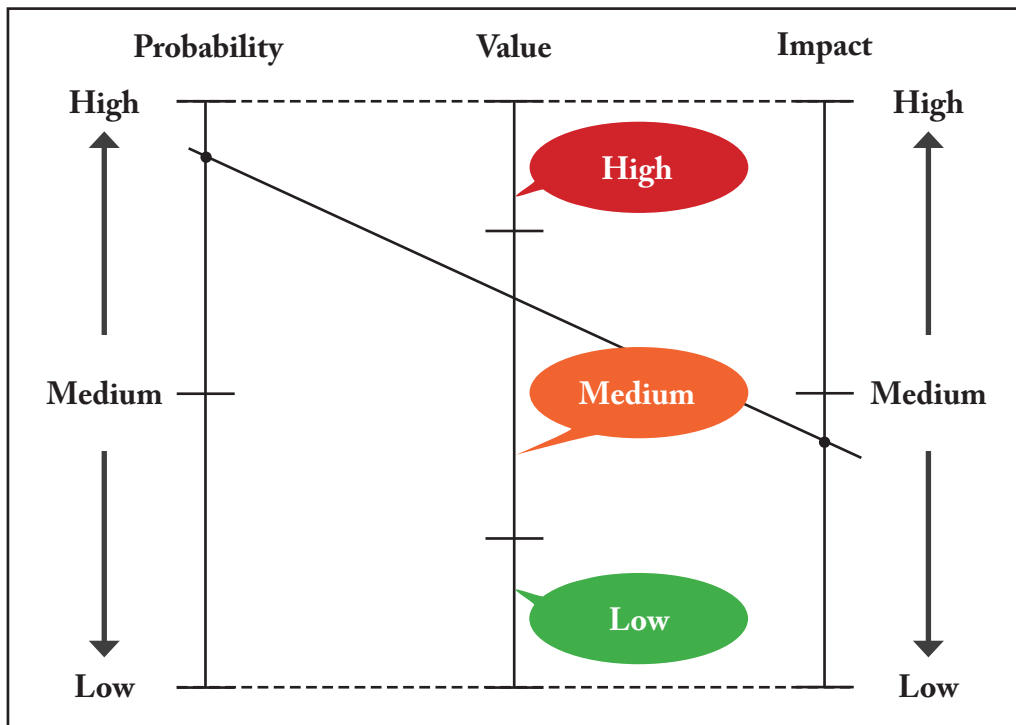 Probability
Value
Impact
High
High
High
Medium
Medium
Medium
Low
Low
Low